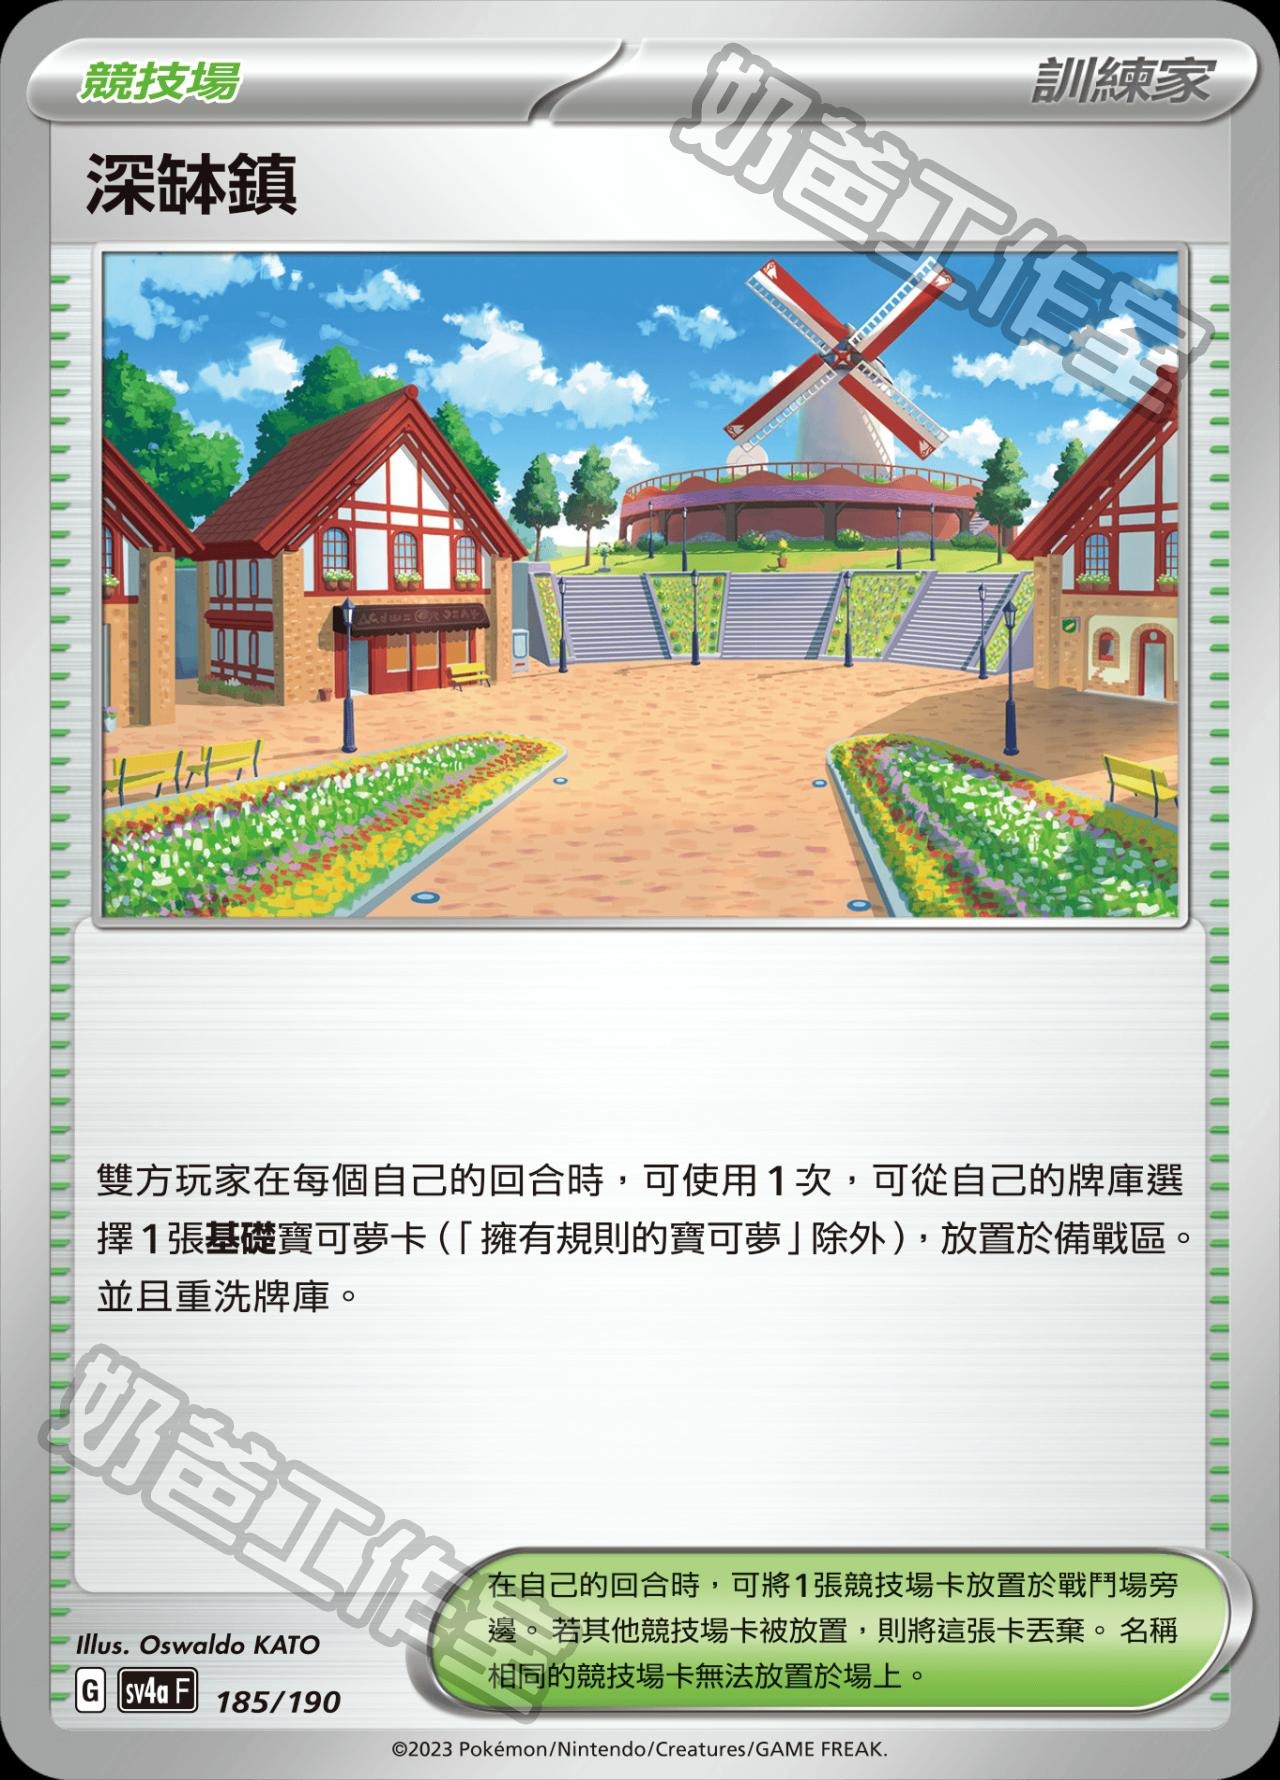 競技場
訓練家
深缽鎮
雙方玩家在每個自己的回合時，可使用1次，可從自己的牌庫選
擇1張基礎寶可夢卡（「擁有規則的寶可夢」除外），放置於備戰區。
並且重洗牌庫。
在自己的回合時，可將1張競技場卡放置於戰鬥場旁
邊。若其他競技場卡被放置，則將這張卡丟棄。名稱
相同的競技場卡無法放置於場上。
Illus. Oswaldo KATO
G sv4a F 185/190
©2023 Pokémon/Nintendo/Creatures/GAME FREAK.
奶爸工作室
奶爸工作室